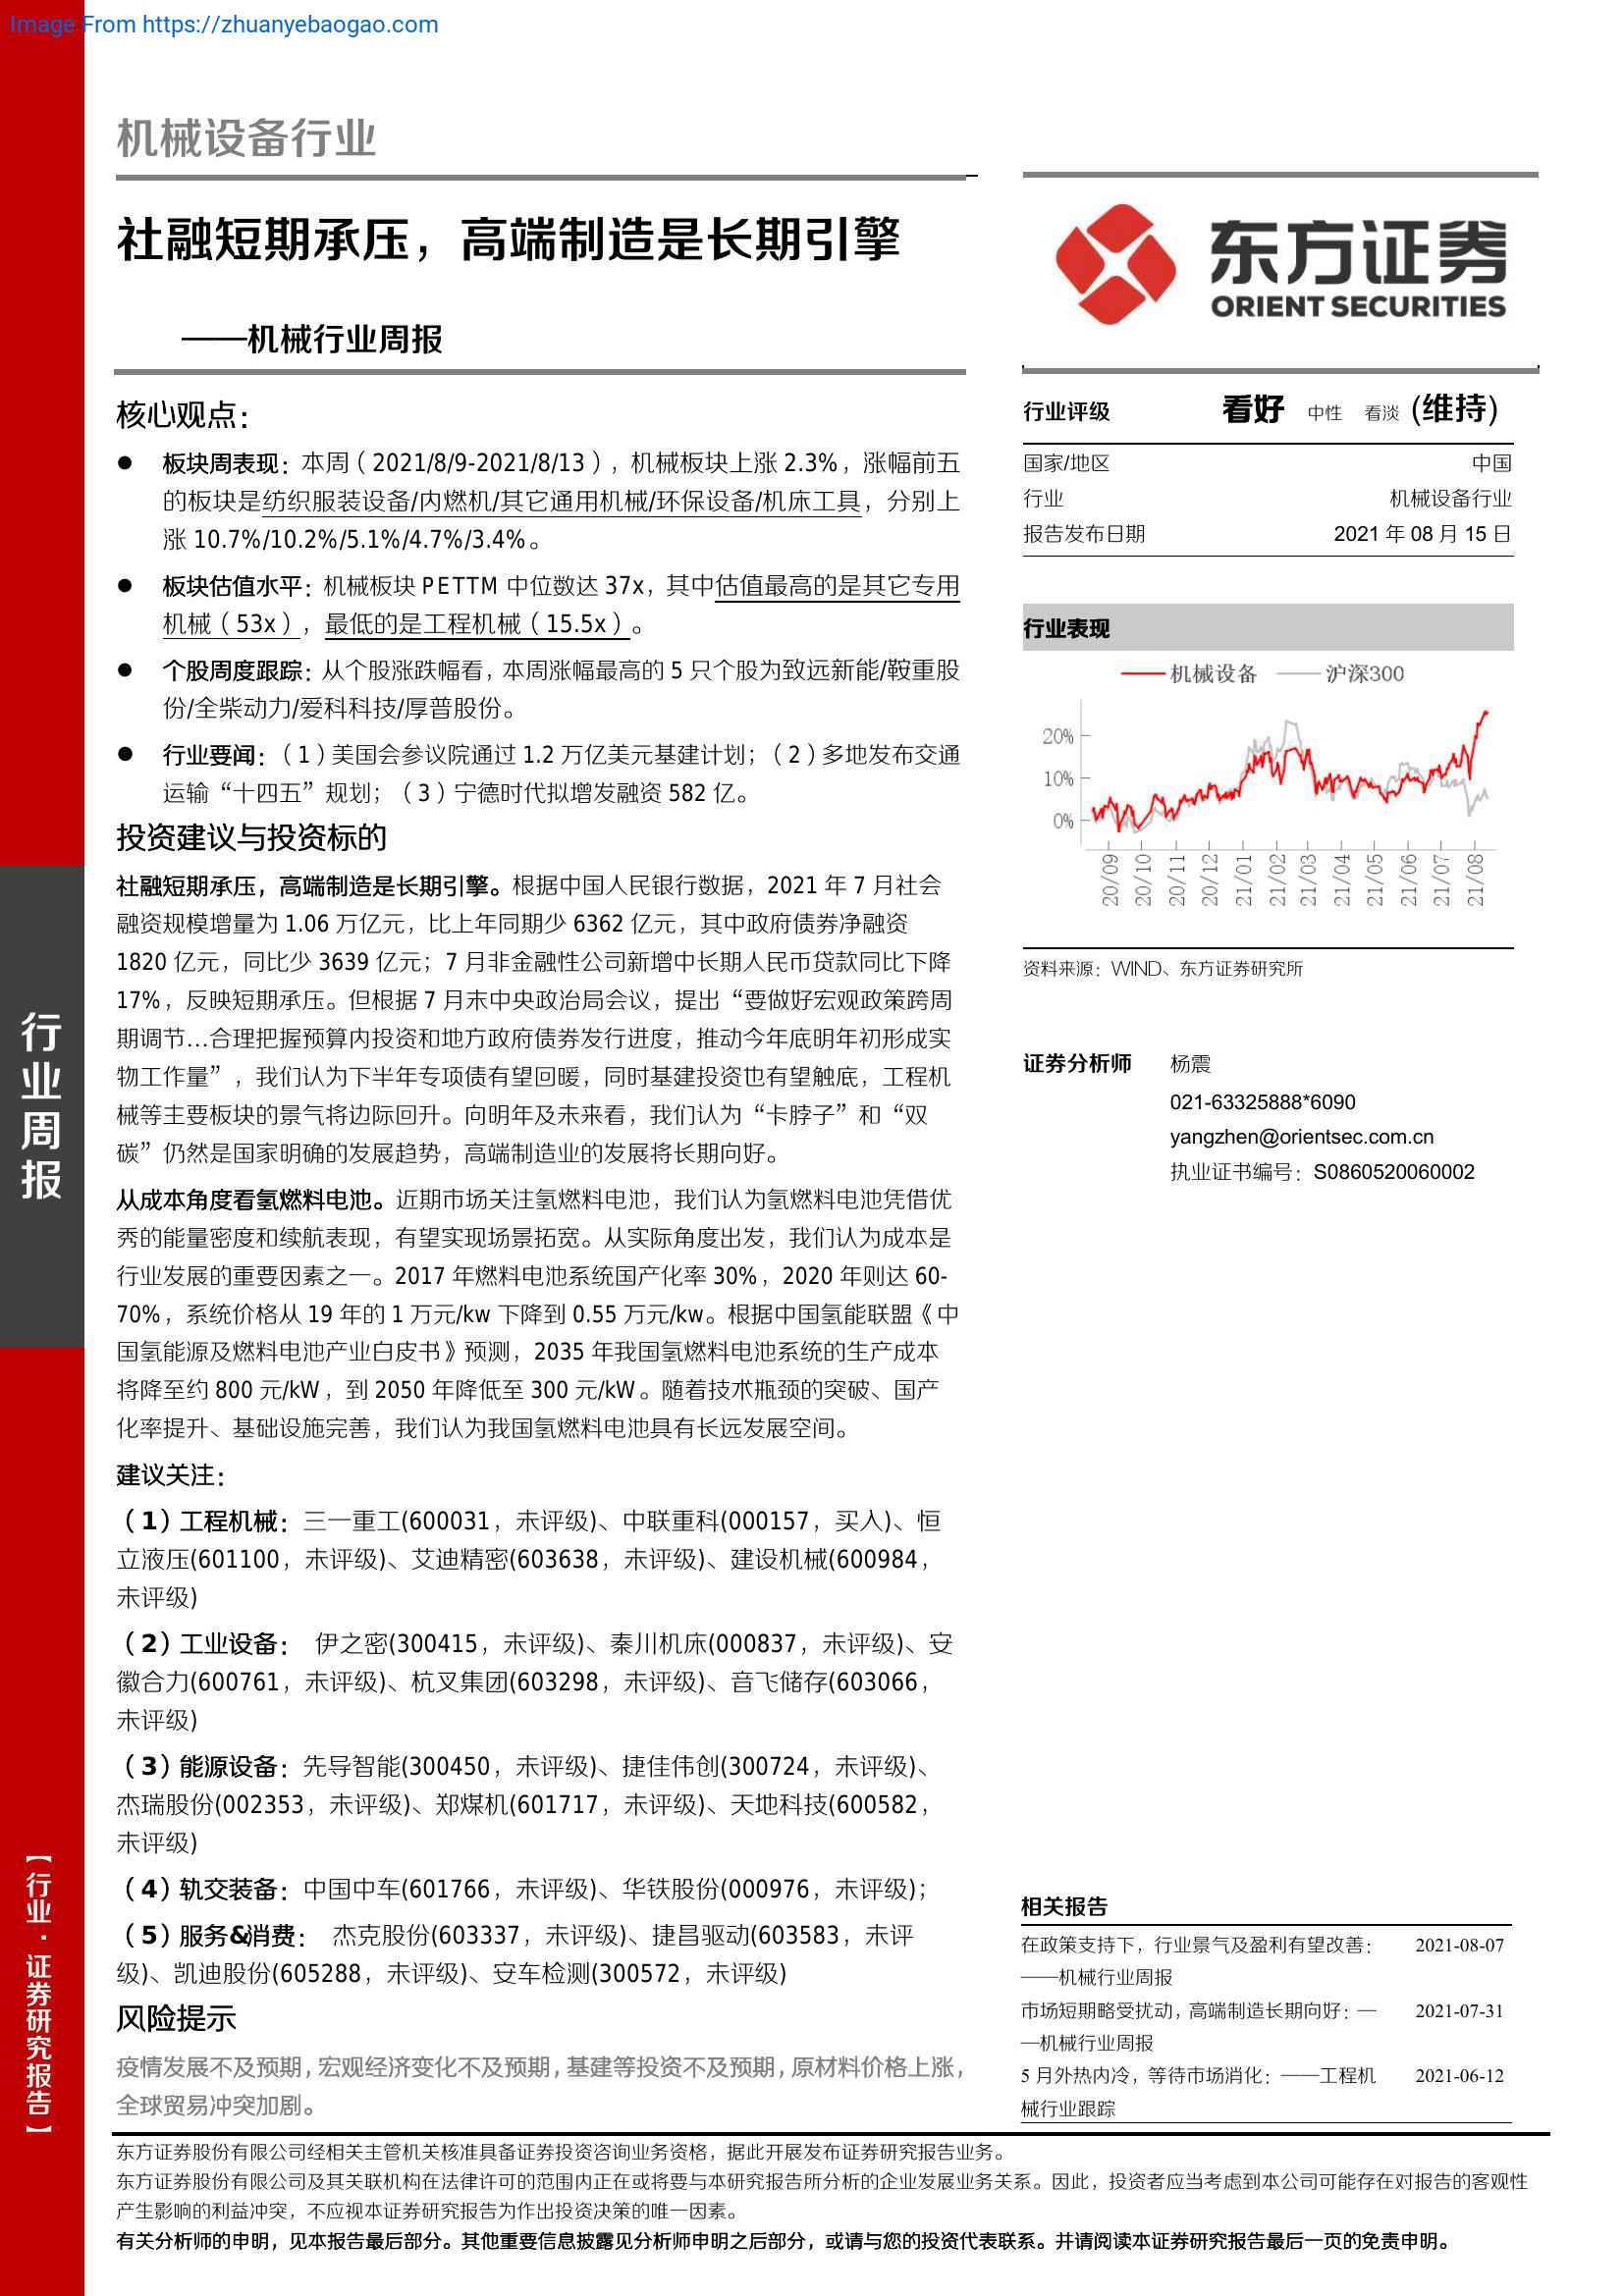 Image From https://zhuanyebaogao.com
机械设备行业
社融短期承压，高端制造是长期引擎
——机械行业周报
核心观点：
● 板块周表现：本周（2021/8/9-2021/8/13），机械板块上涨 2.3%，涨幅前五
的板块是纺织服装设备/内燃机/其它通用机械/环保设备/机床工具，分别上
涨 10.7%/10.2%/5.1%/4.7%/3.4%。
● 板块估值水平：机械板块 PETTM 中位数达 37x，其中估值最高的是其它专用
机械（53x），最低的是工程机械（15.5x）。
● 个股周度跟踪：从个股涨跌幅看，本周涨幅最高的 5 只个股为致远新能/鞍重股
份/全柴动力/爱科科技/厚普股份。
● 行业要闻：（1）美国会参议院通过 1.2 万亿美元基建计划；（2）多地发布交通
运输“十四五”规划；（3）宁德时代拟增发融资 582 亿。
投资建议与投资标的
社融短期承压，高端制造是长期引擎。根据中国人民银行数据，2021 年 7 月社会
融资规模增量为 1.06 万亿元，比上年同期少 6362 亿元，其中政府债券净融资
1820 亿元，同比少 3639 亿元；7 月非金融性公司新增中长期人民币贷款同比下降
17%，反映短期承压。但根据 7 月末中央政治局会议，提出“要做好宏观政策跨周
期调节…合理把握预算内投资和地方政府债券发行进度，推动今年底明年初形成实
物工作量”，我们认为下半年专项债有望回暖，同时基建投资也有望触底，工程机
械等主要板块的景气将边际回升。向明年及未来看，我们认为“卡脖子”和“双
碳”仍然是国家明确的发展趋势，高端制造业的发展将长期向好。
从成本角度看氢燃料电池。近期市场关注氢燃料电池，我们认为氢燃料电池凭借优
秀的能量密度和续航表现，有望实现场景拓宽。从实际角度出发，我们认为成本是
行业发展的重要因素之一。2017 年燃料电池系统国产化率 30%，2020 年则达 60-
70%，系统价格从 19 年的 1 万元/kw 下降到 0.55 万元/kw。根据中国氢能联盟《中
国氢能源及燃料电池产业白皮书》预测，2035 年我国氢燃料电池系统的生产成本
将降至约 800 元/kW，到 2050 年降低至 300 元/kW。随着技术瓶颈的突破、国产
化率提升、基础设施完善，我们认为我国氢燃料电池具有长远发展空间。
建议关注：
（1）工程机械：三一重工(600031，未评级)、中联重科(000157，买入)、恒
立液压(601100，未评级)、艾迪精密(603638，未评级)、建设机械(600984，
未评级)
（2）工业设备： 伊之密(300415，未评级)、秦川机床(000837，未评级)、安
徽合力(600761，未评级)、杭叉集团(603298，未评级)、音飞储存(603066，
未评级)
（3）能源设备：先导智能(300450，未评级)、捷佳伟创(300724，未评级)、
杰瑞股份(002353，未评级)、郑煤机(601717，未评级)、天地科技(600582，
未评级)
（4）轨交装备：中国中车(601766，未评级)、华铁股份(000976，未评级)；
（5）服务&消费： 杰克股份(603337，未评级)、捷昌驱动(603583，未评
级)、凯迪股份(605288，未评级)、安车检测(300572，未评级)
风险提示
疫情发展不及预期，宏观经济变化不及预期，基建等投资不及预期，原材料价格上涨，
全球贸易冲突加剧。
东方证券
ORIENT SECURITIES
行业评级 看好 中性 看淡 (维持)
国家/地区 中国
行业 机械设备行业
报告发布日期 2021 年 08 月 15 日
行业表现
机械设备 沪深300
20%
10%
0%
20/09 20/10 20/11 20/12 21/01 21/02 21/03 21/04 21/05 21/06 21/07 21/08
资料来源：WIND、东方证券研究所
证券分析师 杨震
021-63325888*6090
yangzhen@orientsec.com.cn
执业证书编号：S0860520060002
相关报告
在政策支持下，行业景气及盈利有望改善： 2021-08-07
——机械行业周报
市场短期略受扰动，高端制造长期向好：— 2021-07-31
—机械行业周报
5 月外热内冷，等待市场消化：——工程机 2021-06-12
械行业跟踪
行业周报
【行业·证券研究报告】
东方证券股份有限公司经相关主管机关核准具备证券投资咨询业务资格，据此开展发布证券研究报告业务。
东方证券股份有限公司及其关联机构在法律许可的范围内正在或将要与本研究报告所分析的企业发展业务关系。因此，投资者应当考虑到本公司可能存在对报告的客观性
产生影响的利益冲突，不应视本证券研究报告为作出投资决策的唯一因素。
有关分析师的申明，见本报告最后部分。其他重要信息披露见分析师申明之后部分，或请与您的投资代表联系。并请阅读本证券研究报告最后一页的免责申明。